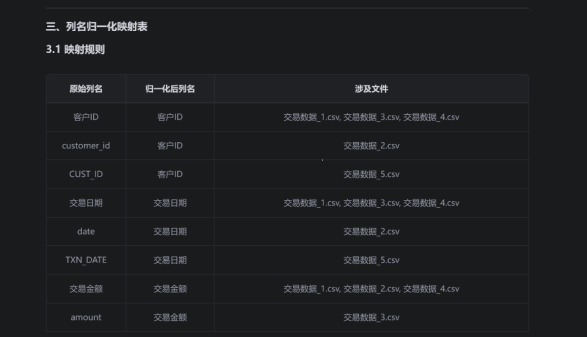 三、列名归一化映射表
3.1 映射规则
原始列名 归一化后列名 涉及文件
客户ID 客户ID 交易数据_1.csv, 交易数据_3.csv, 交易数据_4.csv
customer_id 客户ID 交易数据_2.csv
CUST_ID 客户ID 交易数据_5.csv
交易日期 交易日期 交易数据_1.csv, 交易数据_3.csv, 交易数据_4.csv
date 交易日期 交易数据_2.csv
TXN_DATE 交易日期 交易数据_5.csv
交易金额 交易金额 交易数据_1.csv, 交易数据_2.csv, 交易数据_4.csv
amount 交易金额 交易数据_3.csv